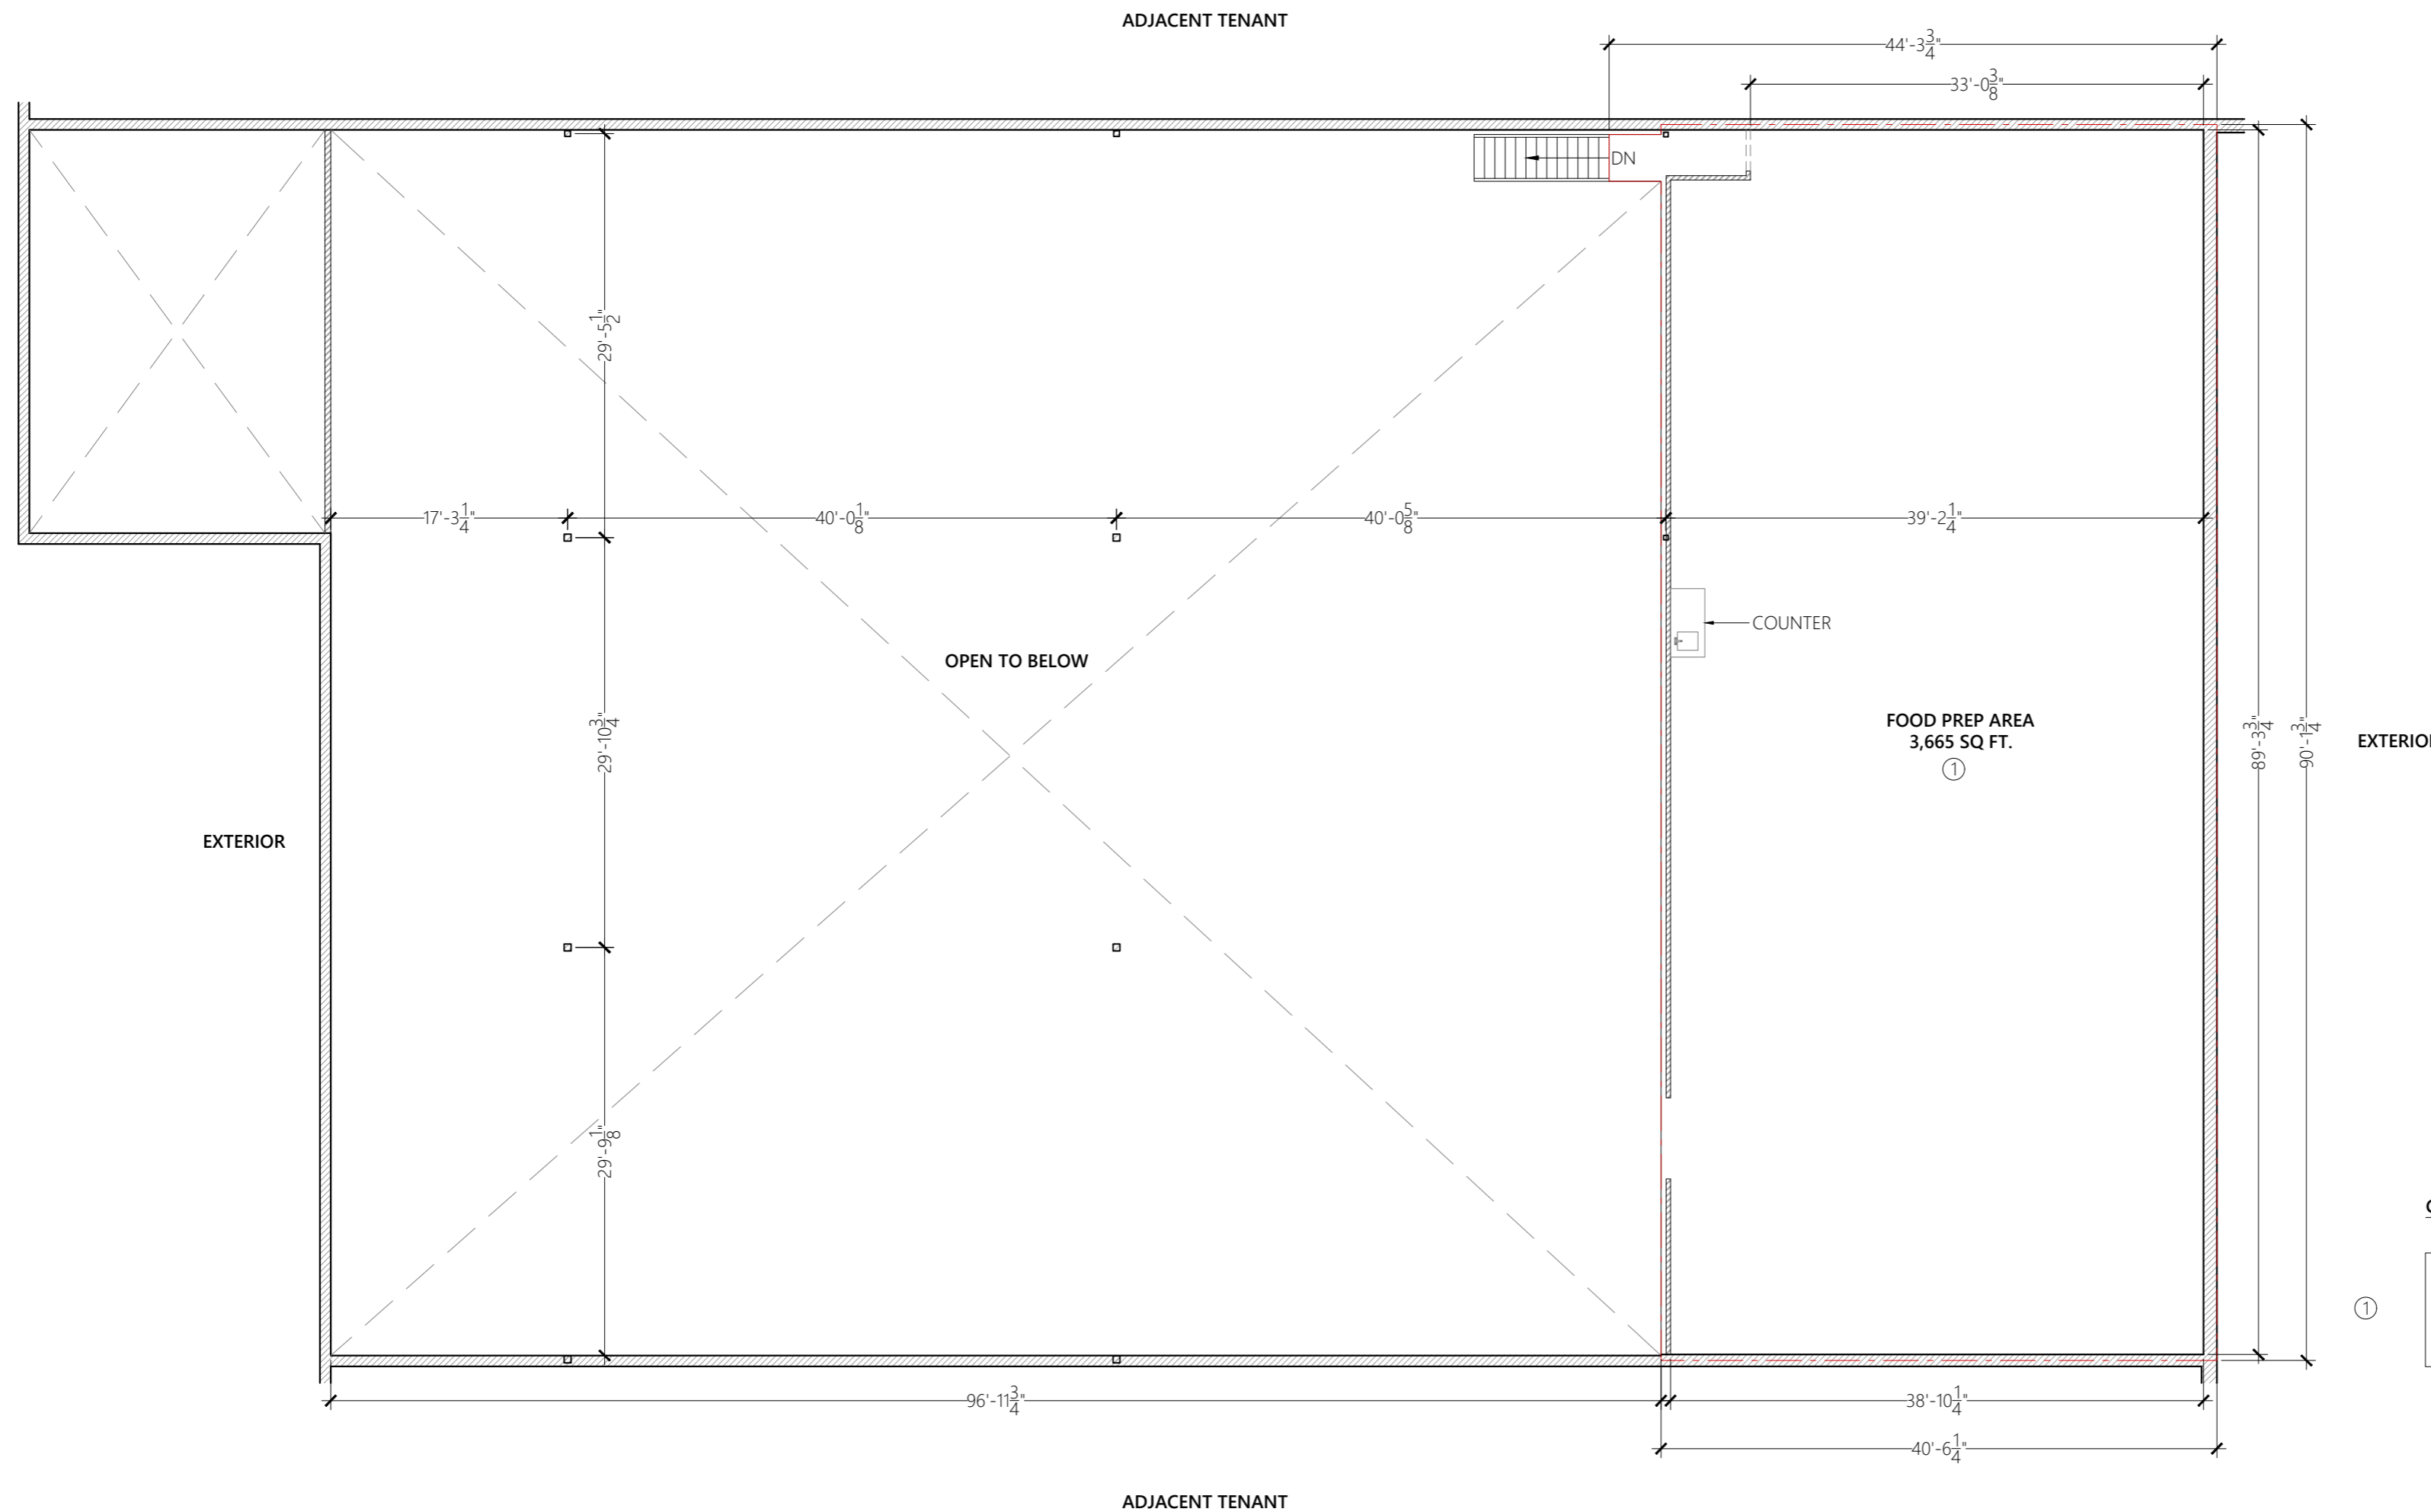 ADJACENT TENANT
44'-3 3/4"
33'-0 3/8"
DN
29'-5 1/2"
17'-3 1/4"
40'-0 1/8"
40'-0 5/8"
39'-2 1/4"
COUNTER
OPEN TO BELOW
29'-10 3/4"
FOOD PREP AREA
3,665 SQ FT.
1
89'-3 3/4"
90'-1 3/4"
EXTERIOR
29'-9 1/8"
1
96'-11 3/4"
38'-10 1/4"
40'-6 1/4"
ADJACENT TENANT